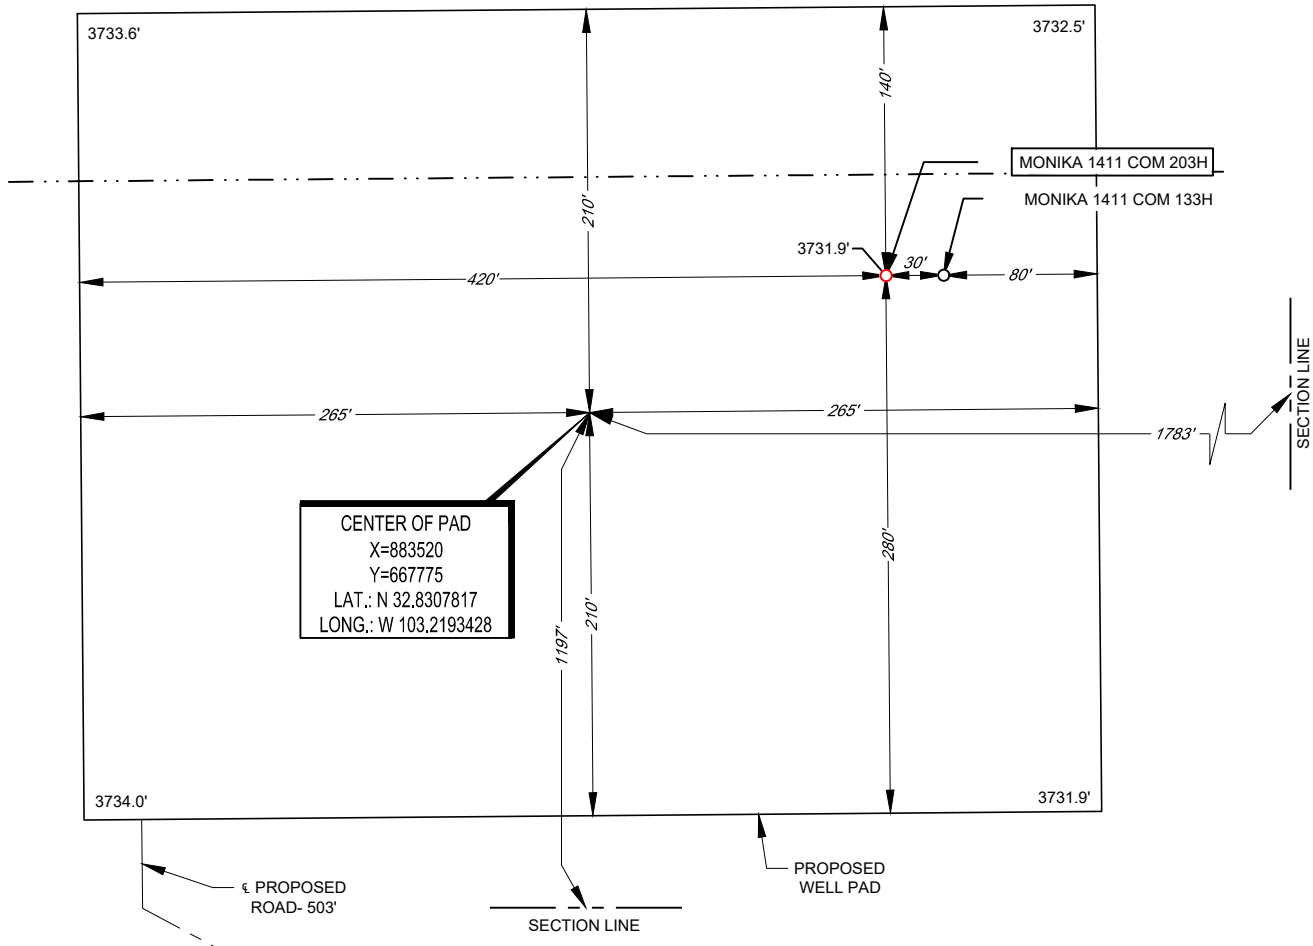 3733.6'
3732.5'
140'
MONIKA 1411 COM 203H
MONIKA 1411 COM 133H
210'
3731.9'
30'
420'
80'
SECTION LINE
265'
265'
1783'
CENTER OF PAD
X=883520
Y=667775
LAT.: N 32.8307817
LONG.: W 103.2193428
280'
210'
1197'
3734.0'
3731.9'
℄ PROPOSED
ROAD- 503'
PROPOSED
WELL PAD
SECTION LINE